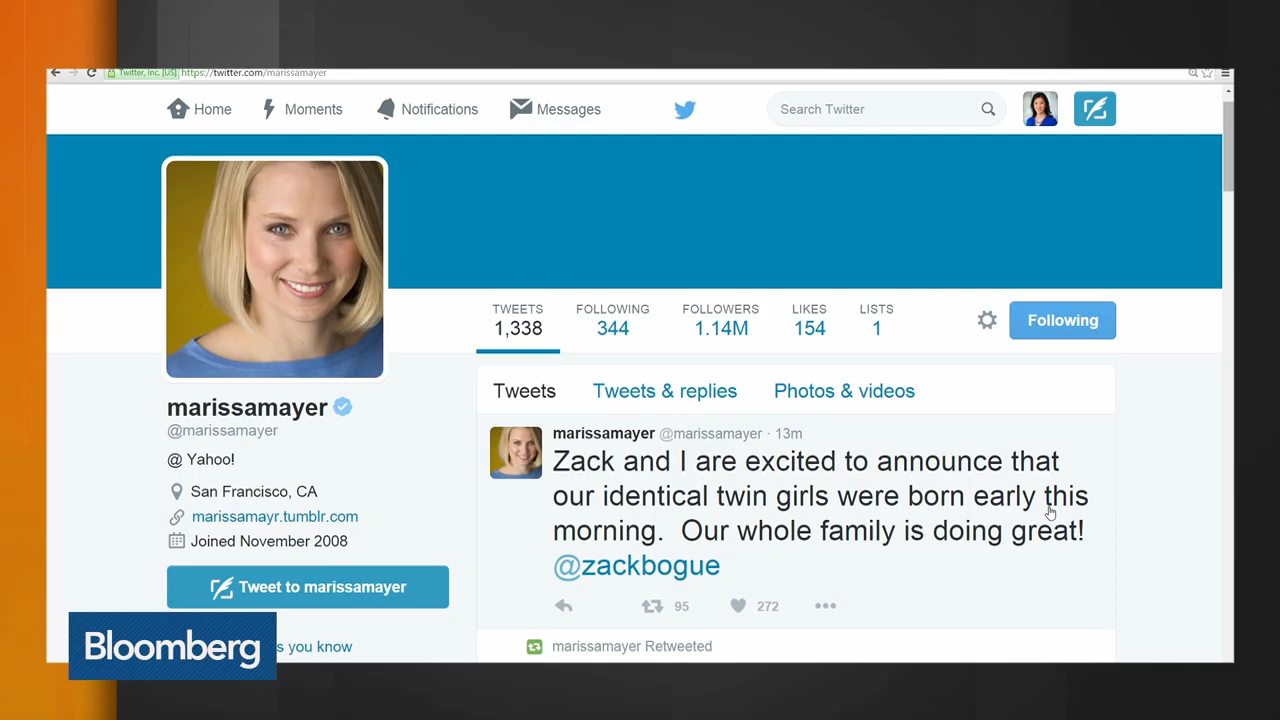 Twitter, Inc. [US] https://twitter.com/marissamayer
Home Moments Notifications Messages Search Twitter
TWEETS FOLLOWING FOLLOWERS LIKES LISTS
1,338 344 1.14M 154 1 Following
Tweets Tweets & replies Photos & videos
marissamayer
@marissamayer
@ Yahoo!
San Francisco, CA
marissamayr.tumblr.com
Joined November 2008
Tweet to marissamayer
s you know
marissamayer @marissamayer · 13m
Zack and I are excited to announce that
our identical twin girls were born early this
morning. Our whole family is doing great!
@zackbogue
95 272
marissamayer Retweeted
Bloomberg